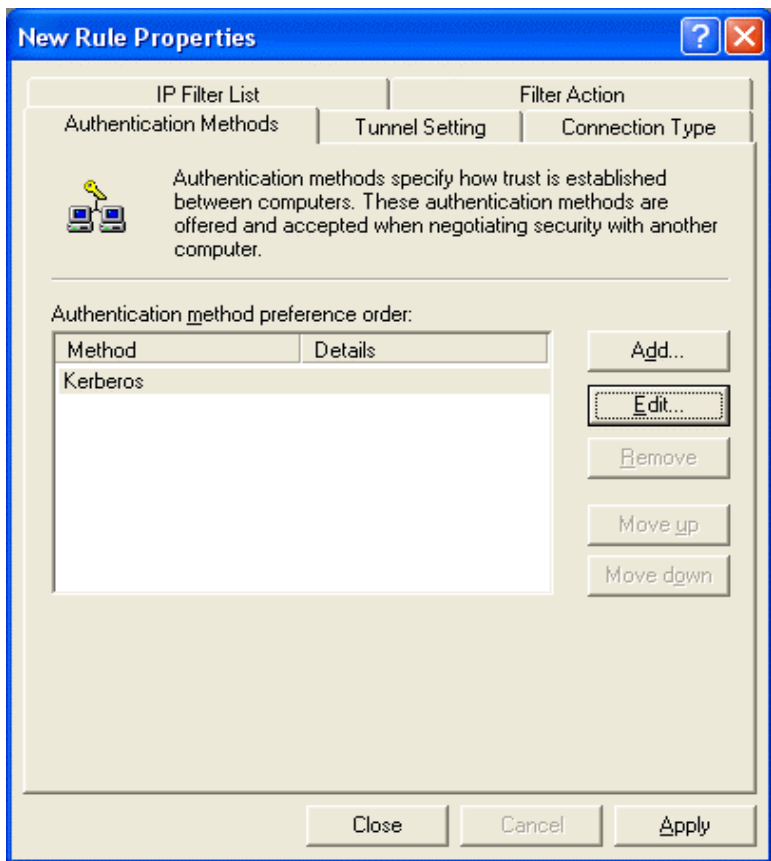 New Rule Properties
?
IP Filter List
Filter Action
Authentication Methods
Tunnel Setting
Connection Type
Authentication methods specify how trust is established
between computers. These authentication methods are
offered and accepted when negotiating security with another
computer.
Authentication method preference order:
Method
Details
Kerberos
Add...
Edit...
Remove
Move up
Move down
Close
Cancel
Apply